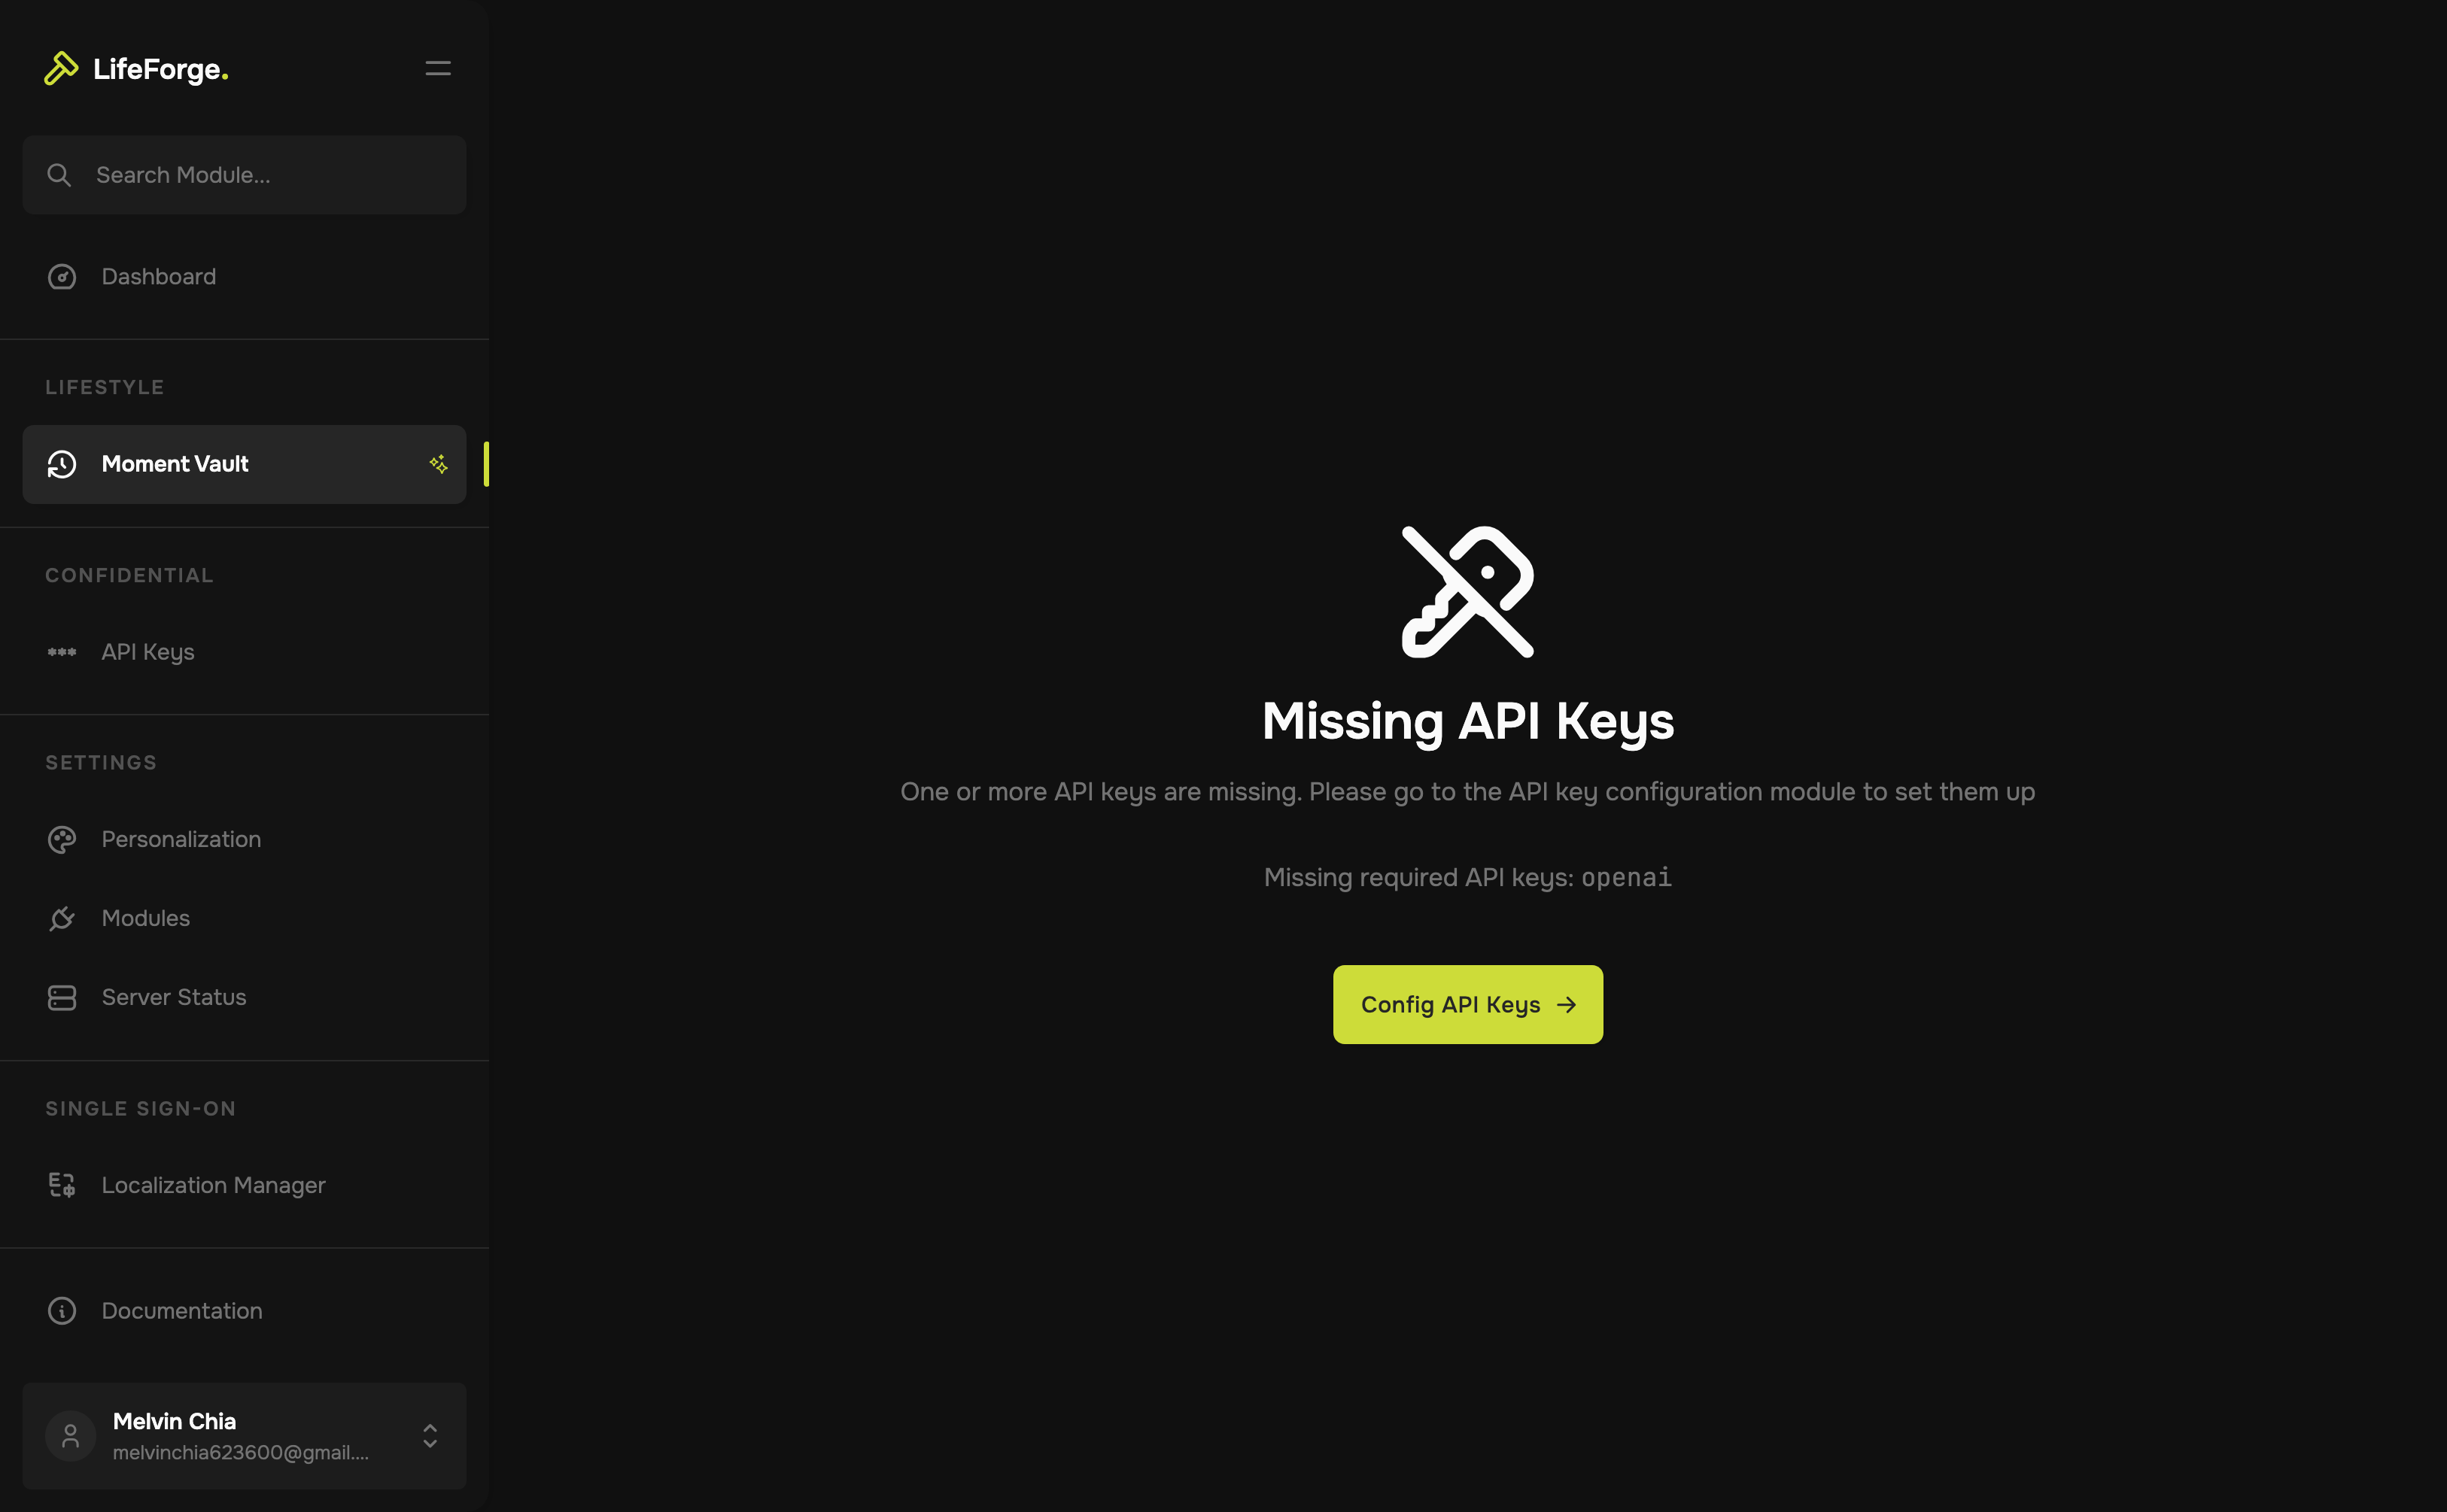 LifeForge.
Search Module...
Dashboard
LIFESTYLE
Moment Vault
CONFIDENTIAL
API Keys
SETTINGS
Personalization
Modules
Server Status
SINGLE SIGN-ON
Localization Manager
Documentation
Melvin Chia
melvinchia623600@gmail....
Missing API Keys
One or more API keys are missing. Please go to the API key configuration module to set them up
Missing required API keys: openai
Config API Keys